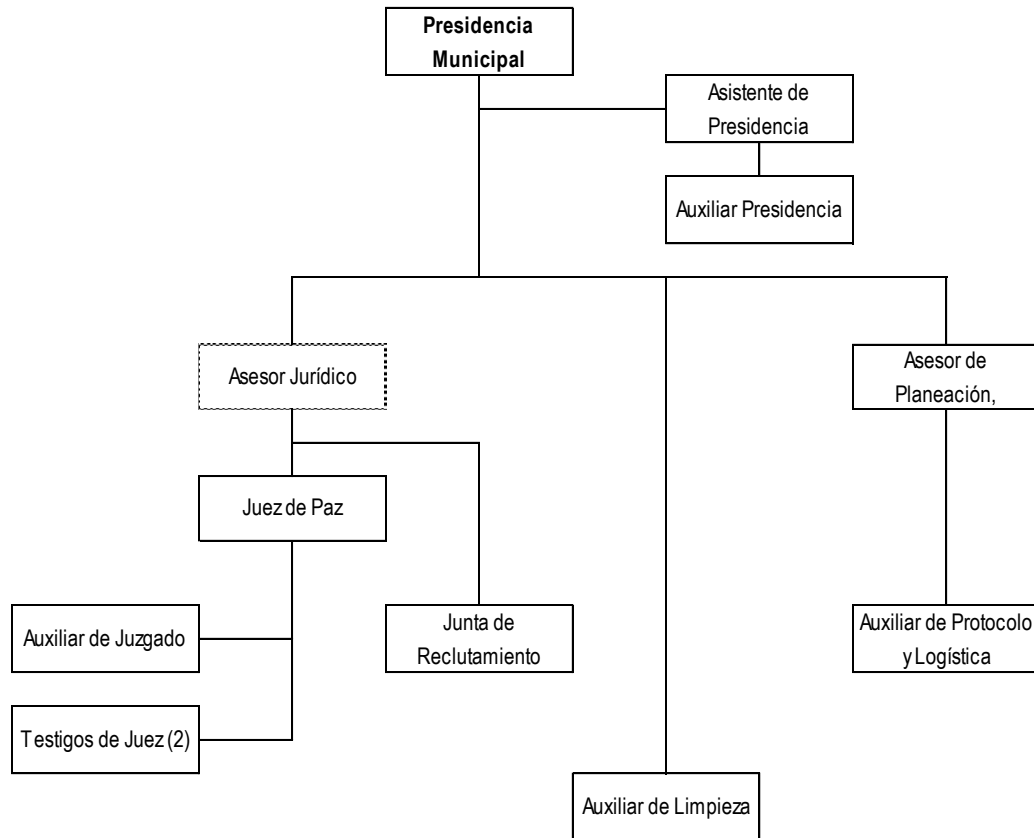 Presidencia
Municipal
Asistente de
Presidencia
Auxiliar Presidencia
Asesor Jurídico
Asesor de
Planeación,
Juez de Paz
Auxiliar de Juzgado
Junta de
Reclutamiento
Auxiliar de Protocolo
y Logística
Testigos de Juez (2)
Auxiliar de Limpieza